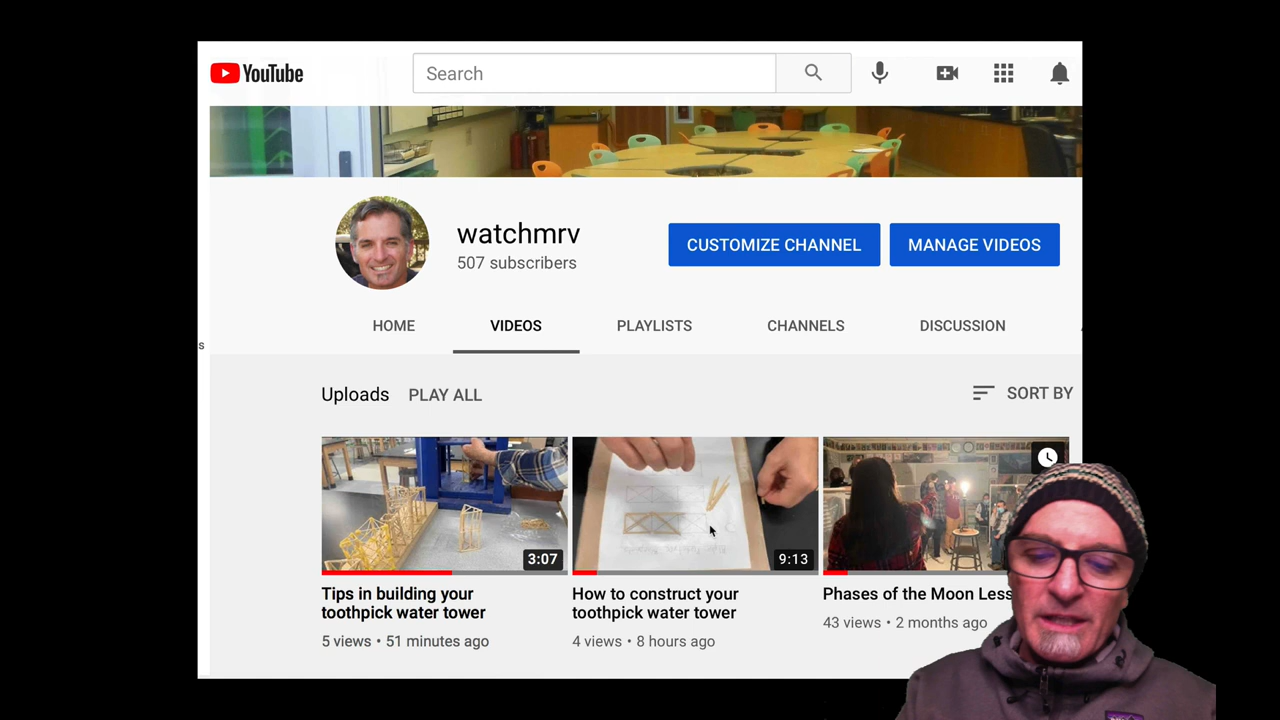 YouTube
Search
watchmrv
507 subscribers
CUSTOMIZE CHANNEL
MANAGE VIDEOS
HOME
VIDEOS
PLAYLISTS
CHANNELS
DISCUSSION
s
Uploads
PLAY ALL
SORT BY
3:07
9:13
Tips in building your
toothpick water tower
5 views • 51 minutes ago
How to construct your
toothpick water tower
4 views • 8 hours ago
Phases of the Moon Less
43 views • 2 months ago